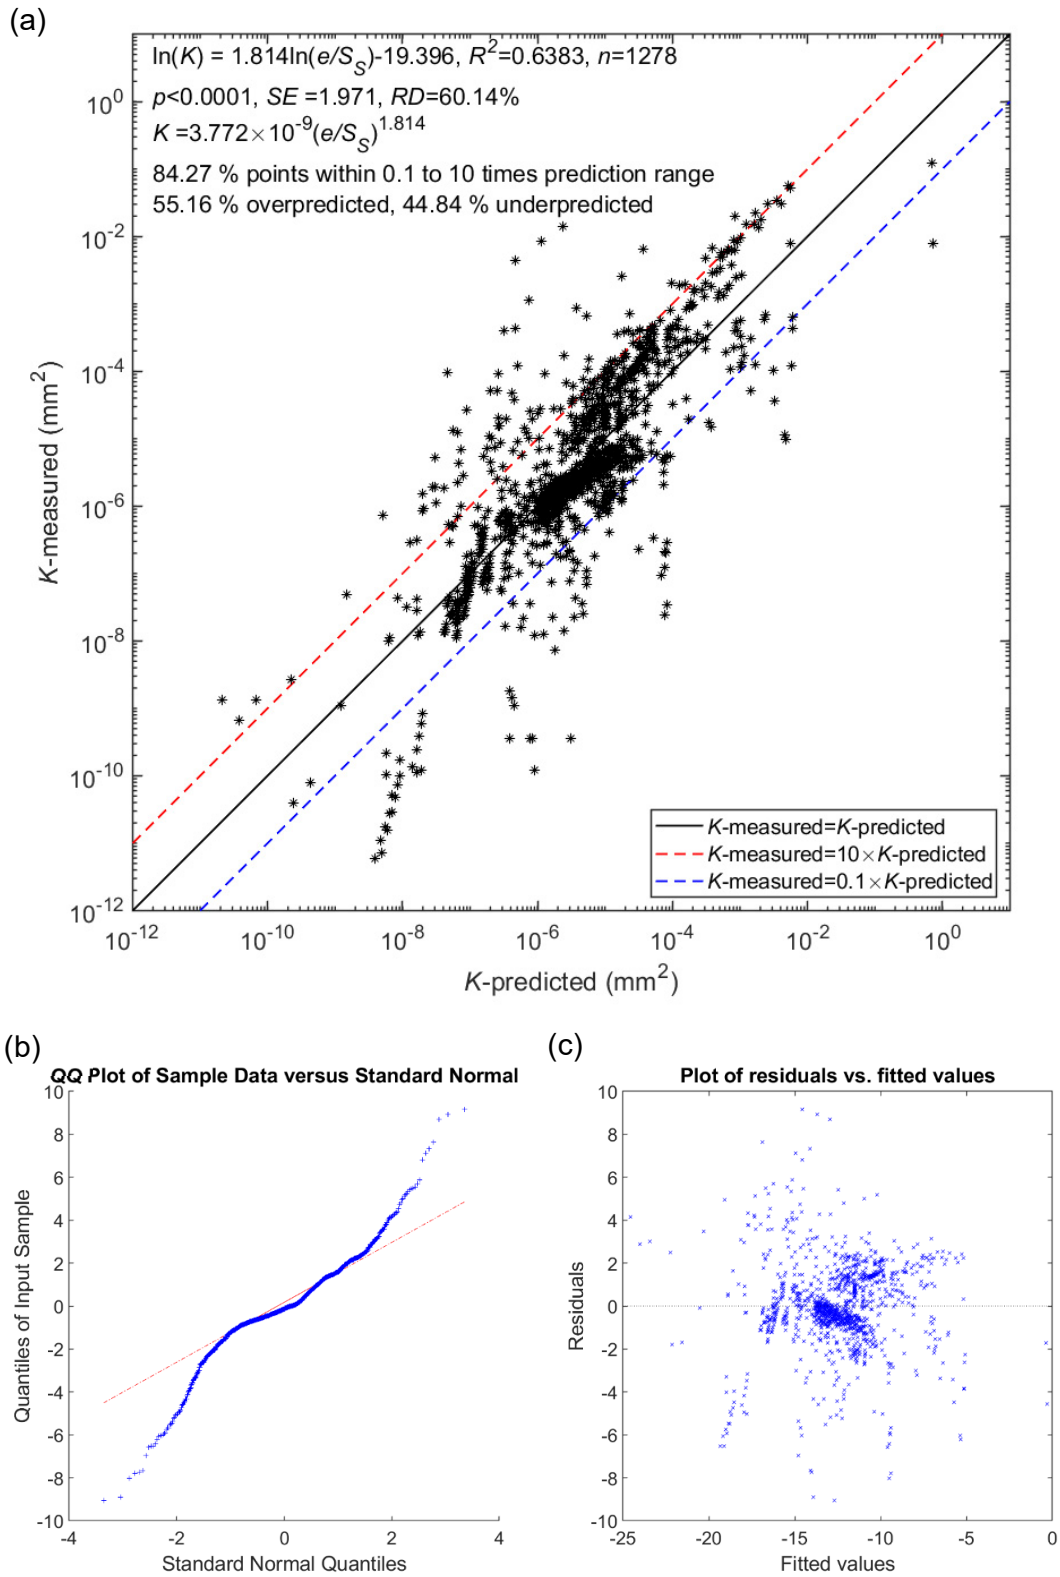 (a)
ln(K) = 1.814ln(e/S_S)-19.396, R²=0.6383, n=1278
p<0.0001, SE =1.971, RD=60.14%
K =3.772×10⁻⁹(e/S_S)^1.814
84.27 % points within 0.1 to 10 times prediction range
55.16 % overpredicted, 44.84 % underpredicted
10⁰
10⁻²
10⁻⁴
10⁻⁶
10⁻⁸
10⁻¹⁰
10⁻¹²
K-measured (mm²)
K-measured=K-predicted
K-measured=10×K-predicted
K-measured=0.1×K-predicted
10⁻¹² 10⁻¹⁰ 10⁻⁸ 10⁻⁶ 10⁻⁴ 10⁻² 10⁰
K-predicted (mm²)
(b)
QQ Plot of Sample Data versus Standard Normal
10
8
6
4
2
0
-2
-4
-6
-8
-10
Quantiles of Input Sample
-4 -2 0 2 4
Standard Normal Quantiles
(c)
Plot of residuals vs. fitted values
10
8
6
4
2
0
-2
-4
-6
-8
-10
Residuals
-25 -20 -15 -10 -5 0
Fitted values